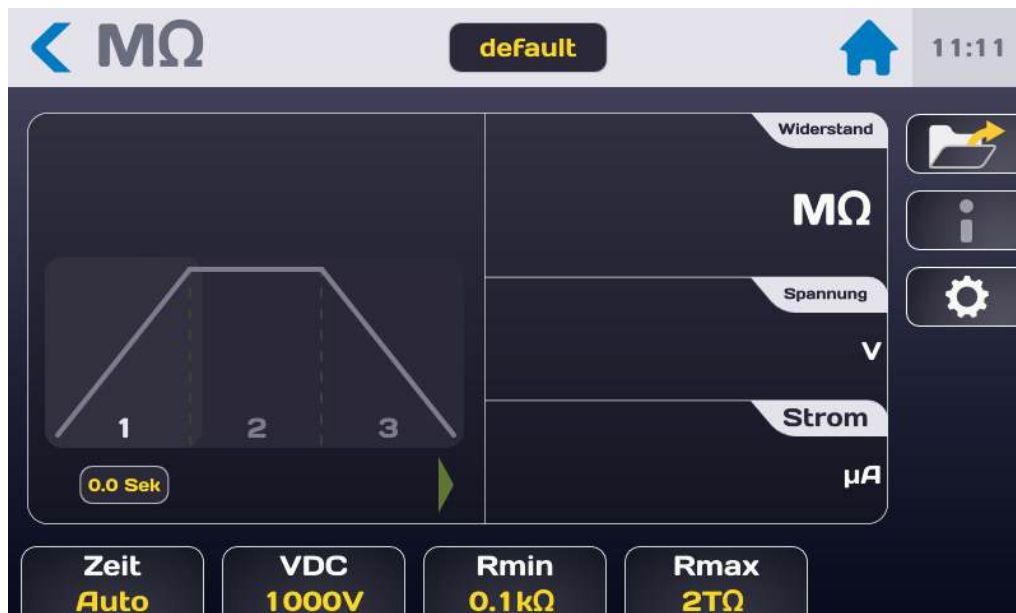 MΩ
default
11:11
Widerstand
MΩ
Spannung
V
Strom
µA
1 2 3
0.0 Sek
Zeit
Auto
VDC
1000V
Rmin
0.1kΩ
Rmax
2TΩ